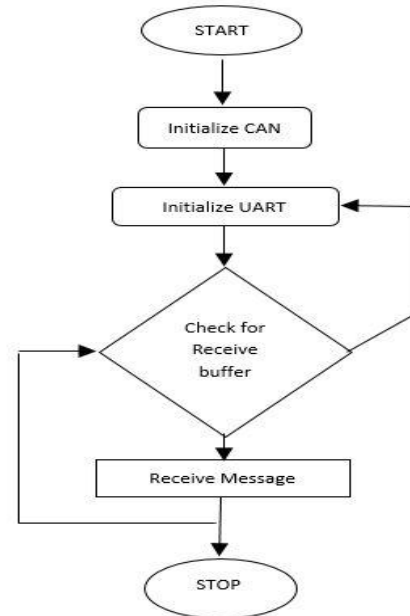 START
Initialize CAN
Initialize UART
Check for
Receive
buffer
Receive Message
STOP